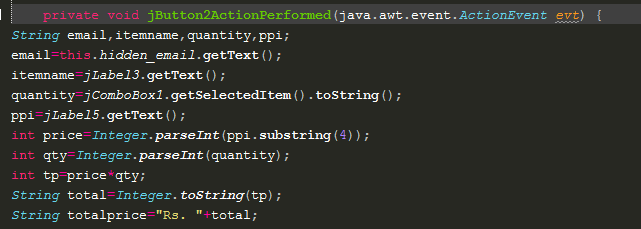 private void jButton2ActionPerformed(java.awt.event.ActionEvent evt) {
String email,itemname,quantity,ppi;
email=this.hidden_email.getText();
itemname=jLabel3.getText();
quantity=jComboBox1.getSelectedItem().toString();
ppi=jLabel5.getText();
int price=Integer.parseInt(ppi.substring(4));
int qty=Integer.parseInt(quantity);
int tp=price*qty;
String total=Integer.toString(tp);
String totalprice="Rs. "+total;